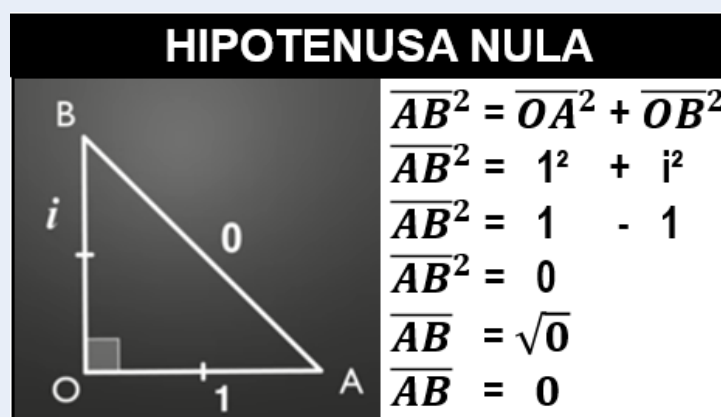 HIPOTENUSA NULA
B
i
0
O
1
A
AB² = OA² + OB²
AB² = 1² + i²
AB² = 1 - 1
AB² = 0
AB = √0
AB = 0